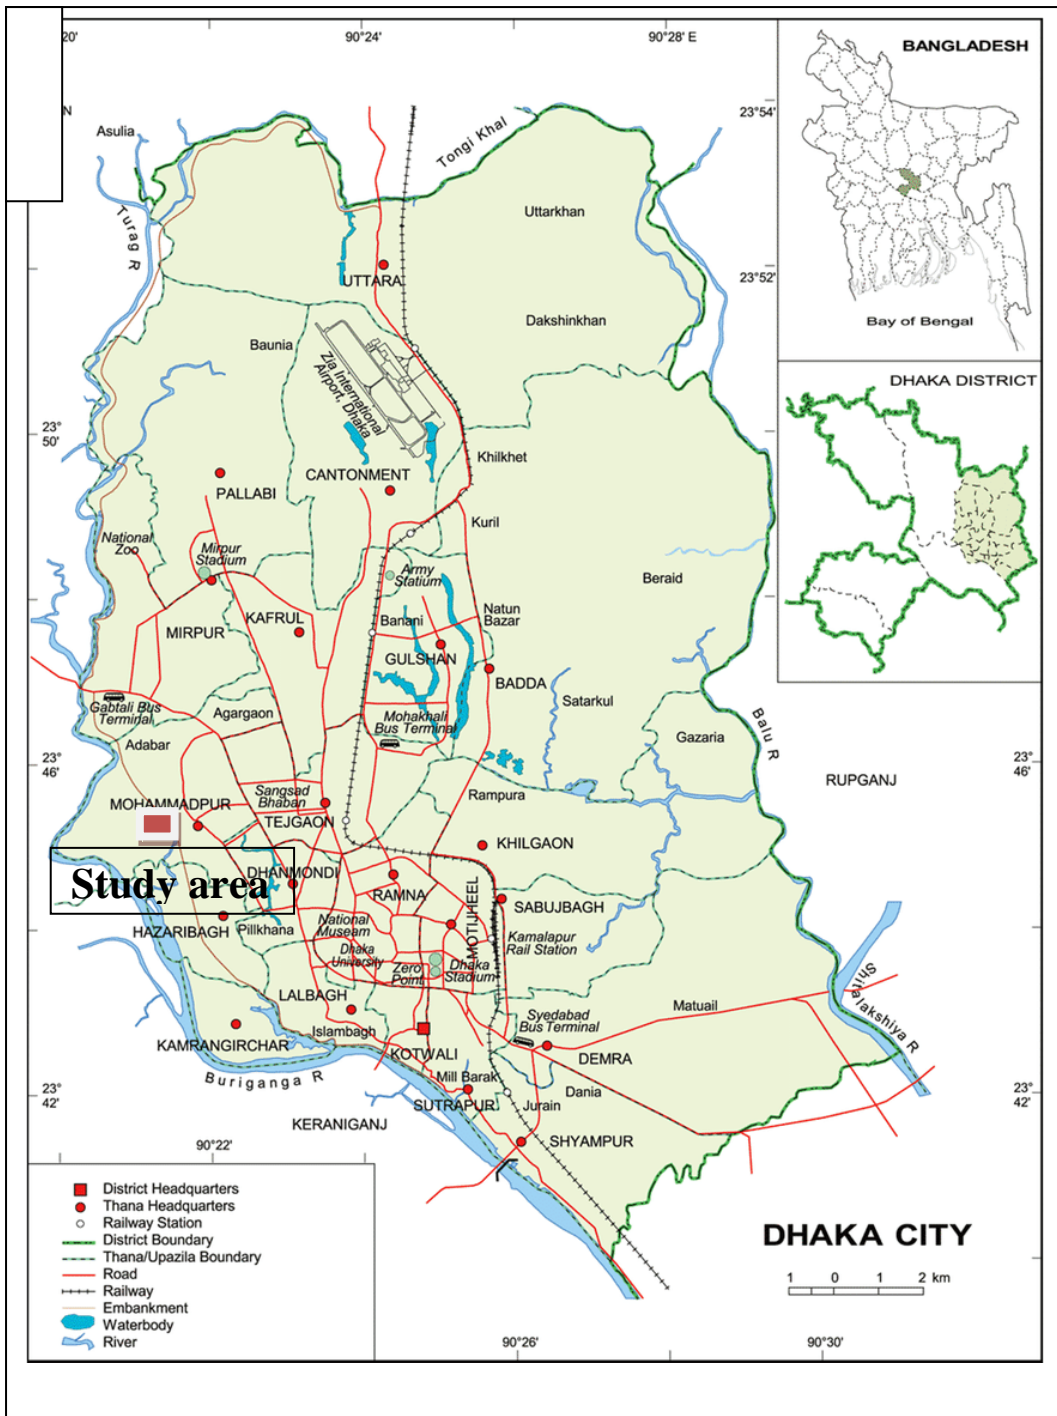 20'
90°24'
90°28' E
BANGLADESH
N
23°54'
Asulia
Tongi Khal
Turag R
Uttarkhan
UTTARA
23°52'
Dakshinkhan
Bay of Bengal
Baunia
Zia International
Airport, Dhaka
DHAKA DISTRICT
23°
50'
Khilkhet
CANTONMENT
PALLABI
Kuril
National
Zoo
Mirpur
Stadium
Army
Statium
Beraid
Natun
Bazar
KAFRUL
Banani
MIRPUR
GULSHAN
BADDA
Satarkul
Gabtali Bus
Terminal
Agargaon
Mohakhali
Bus Terminal
Balu R
Gazaria
Adabar
23°
46'
23°
46'
RUPGANJ
Sangsad
Bhaban
Rampura
MOHAMMADPUR
TEJGAON
KHILGAON
DHANMONDI
Study area
RAMNA
MOTIJHEEL
SABUJBAGH
HAZARIBAGH
Pillkhana
National
Museam
Kamalapur
Rail Station
Dhaka
University
Zero
Point
Dhaka
Stadium
Sitalakshiya R
LALBAGH
Matuail
Syedabad
Bus Terminal
Islambagh
KAMRANGIRCHAR
KOTWALI
DEMRA
Buriganga R
Mill Barak
Dania
23°
42'
23°
42'
SUTRAPUR
Jurain
KERANIGANJ
SHYAMPUR
90°22'
District Headquarters
Thana Headquarters
Railway Station
District Boundary
Thana/Upazila Boundary
Road
Railway
Embankment
Waterbody
River
DHAKA CITY
1 0 1 2 km
90°26'
90°30'